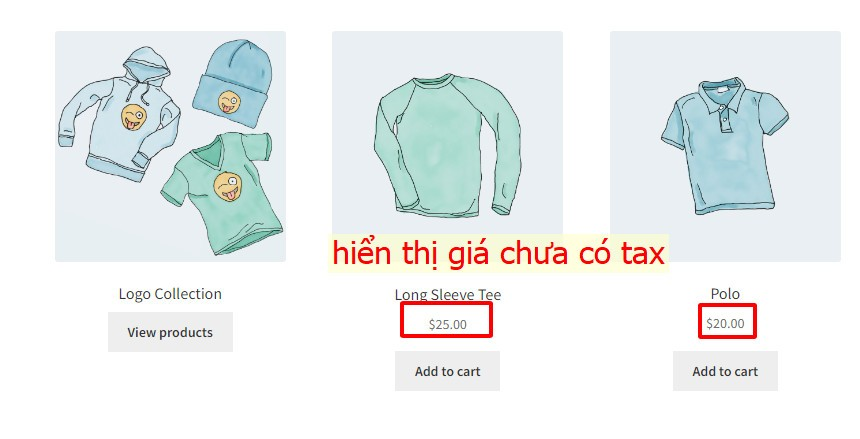 hiển thị giá chưa có tax
Logo Collection
Long Sleeve Tee
Polo
$25.00
$20.00
View products
Add to cart
Add to cart